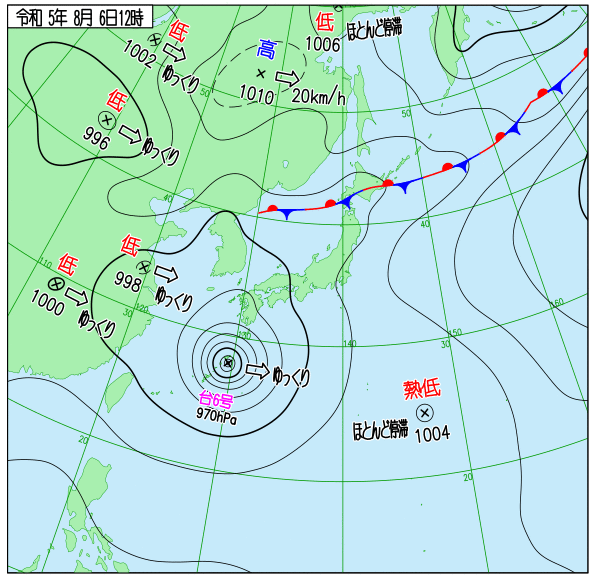 令和 5年 8月 6日12時
低
1002
ゆっくり
低
1006
ほとんど停滞
高
1010
20km/h
低
996
ゆっくり
50
50
40
40
低
998
ゆっくり
低
1000
ゆっくり
110
30
120
130
140
30
150
160
台6号
970hPa
ゆっくり
熱低
1004
ほとんど停滞
20
20